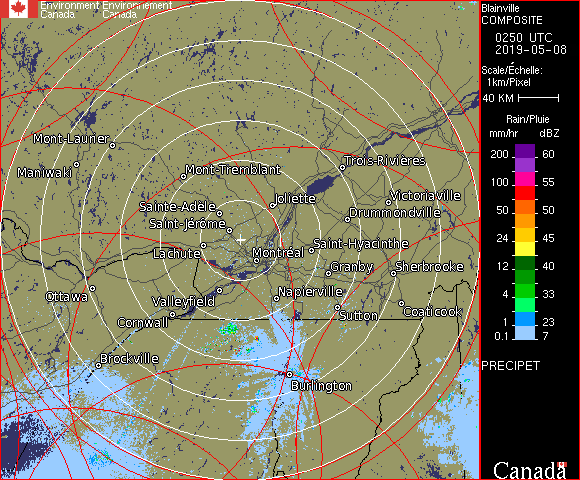 Environment Environnement
Canada Canada
Blainville
COMPOSITE
0250 UTC
2019-05-08
Scale/Échelle:
1km/Pixel
40 KM
Rain/Pluie
mm/hr dBZ
200 60
100 55
50 50
24 45
12 40
4 33
1 23
0.1 7
PRECIPET
Mont-Laurier
Maniwaki
Mont-Tremblant
Trois-Rivières
Sainte-Adèle
Joliette
Victoriaville
Saint-Jérôme
Drummondville
Lachute
Montréal
Saint-Hyacinthe
Granby
Sherbrooke
Ottawa
Valleyfield
Napierville
Cornwall
Sutton
Coaticook
Brockville
Burlington
Canada